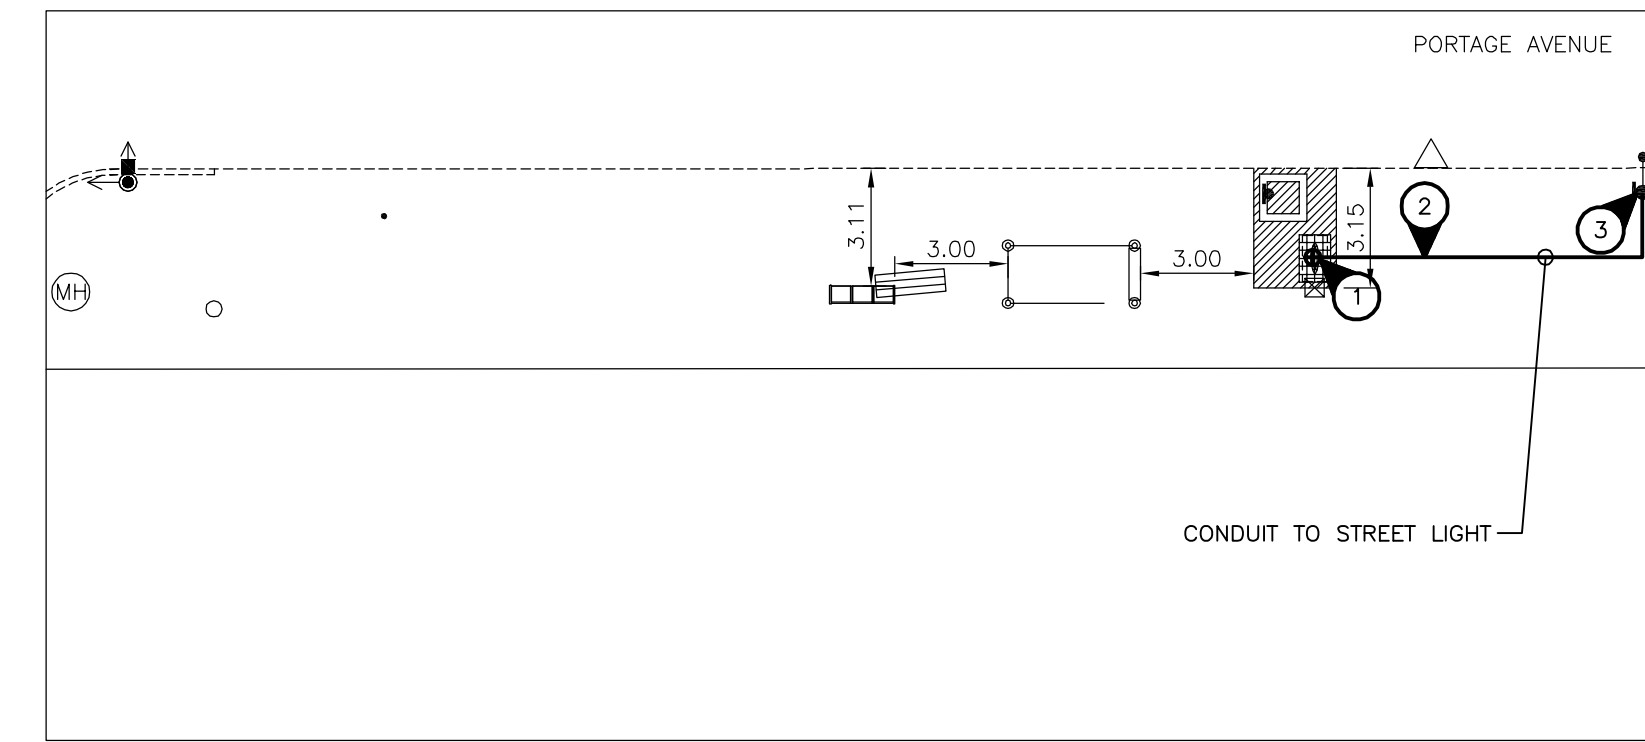 PORTAGE AVENUE
3.11
3.00
3.00
3.15
2
3
MH
1
CONDUIT TO STREET LIGHT